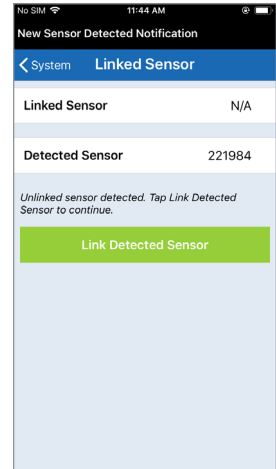 No SIM 11:44 AM
New Sensor Detected Notification
System Linked Sensor
Linked Sensor N/A
Detected Sensor 221984
Unlinked sensor detected. Tap Link Detected
Sensor to continue.
Link Detected Sensor